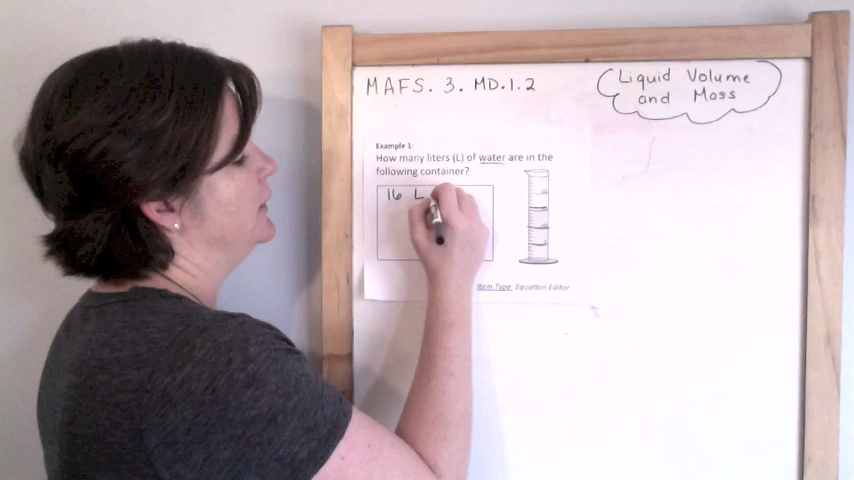 MAFS. 3. MD.1.2
Liquid Volume
and Mass
Example 1:
How many liters (L) of water are in the
following container?
16 L
Item Type: Equation Editor